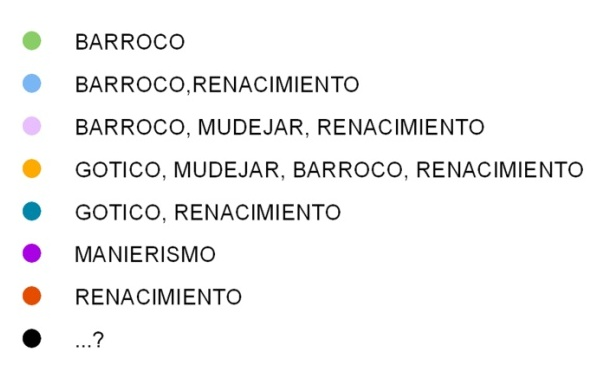 BARROCO
BARROCO,RENACIMIENTO
BARROCO, MUDEJAR, RENACIMIENTO
GOTICO, MUDEJAR, BARROCO, RENACIMIENTO
GOTICO, RENACIMIENTO
MANIERISMO
RENACIMIENTO
...?